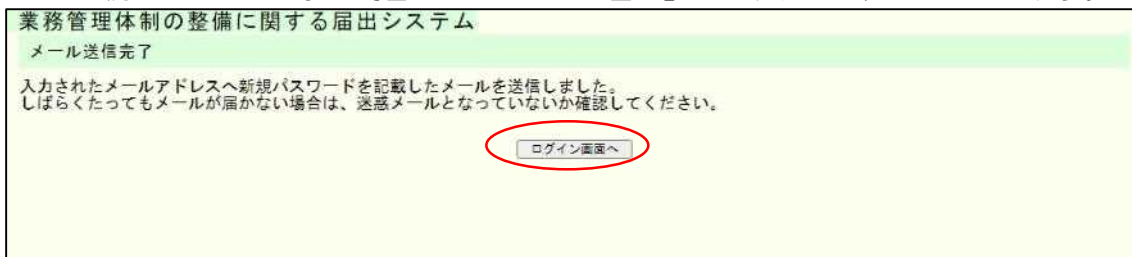 業務管理体制の整備に関する届出システム
メール送信完了
入力されたメールアドレスへ新規パスワードを記載したメールを送信しました。
しばらくたってもメールが届かない場合は、迷惑メールとなっていないか確認してください。
ログイン画面へ